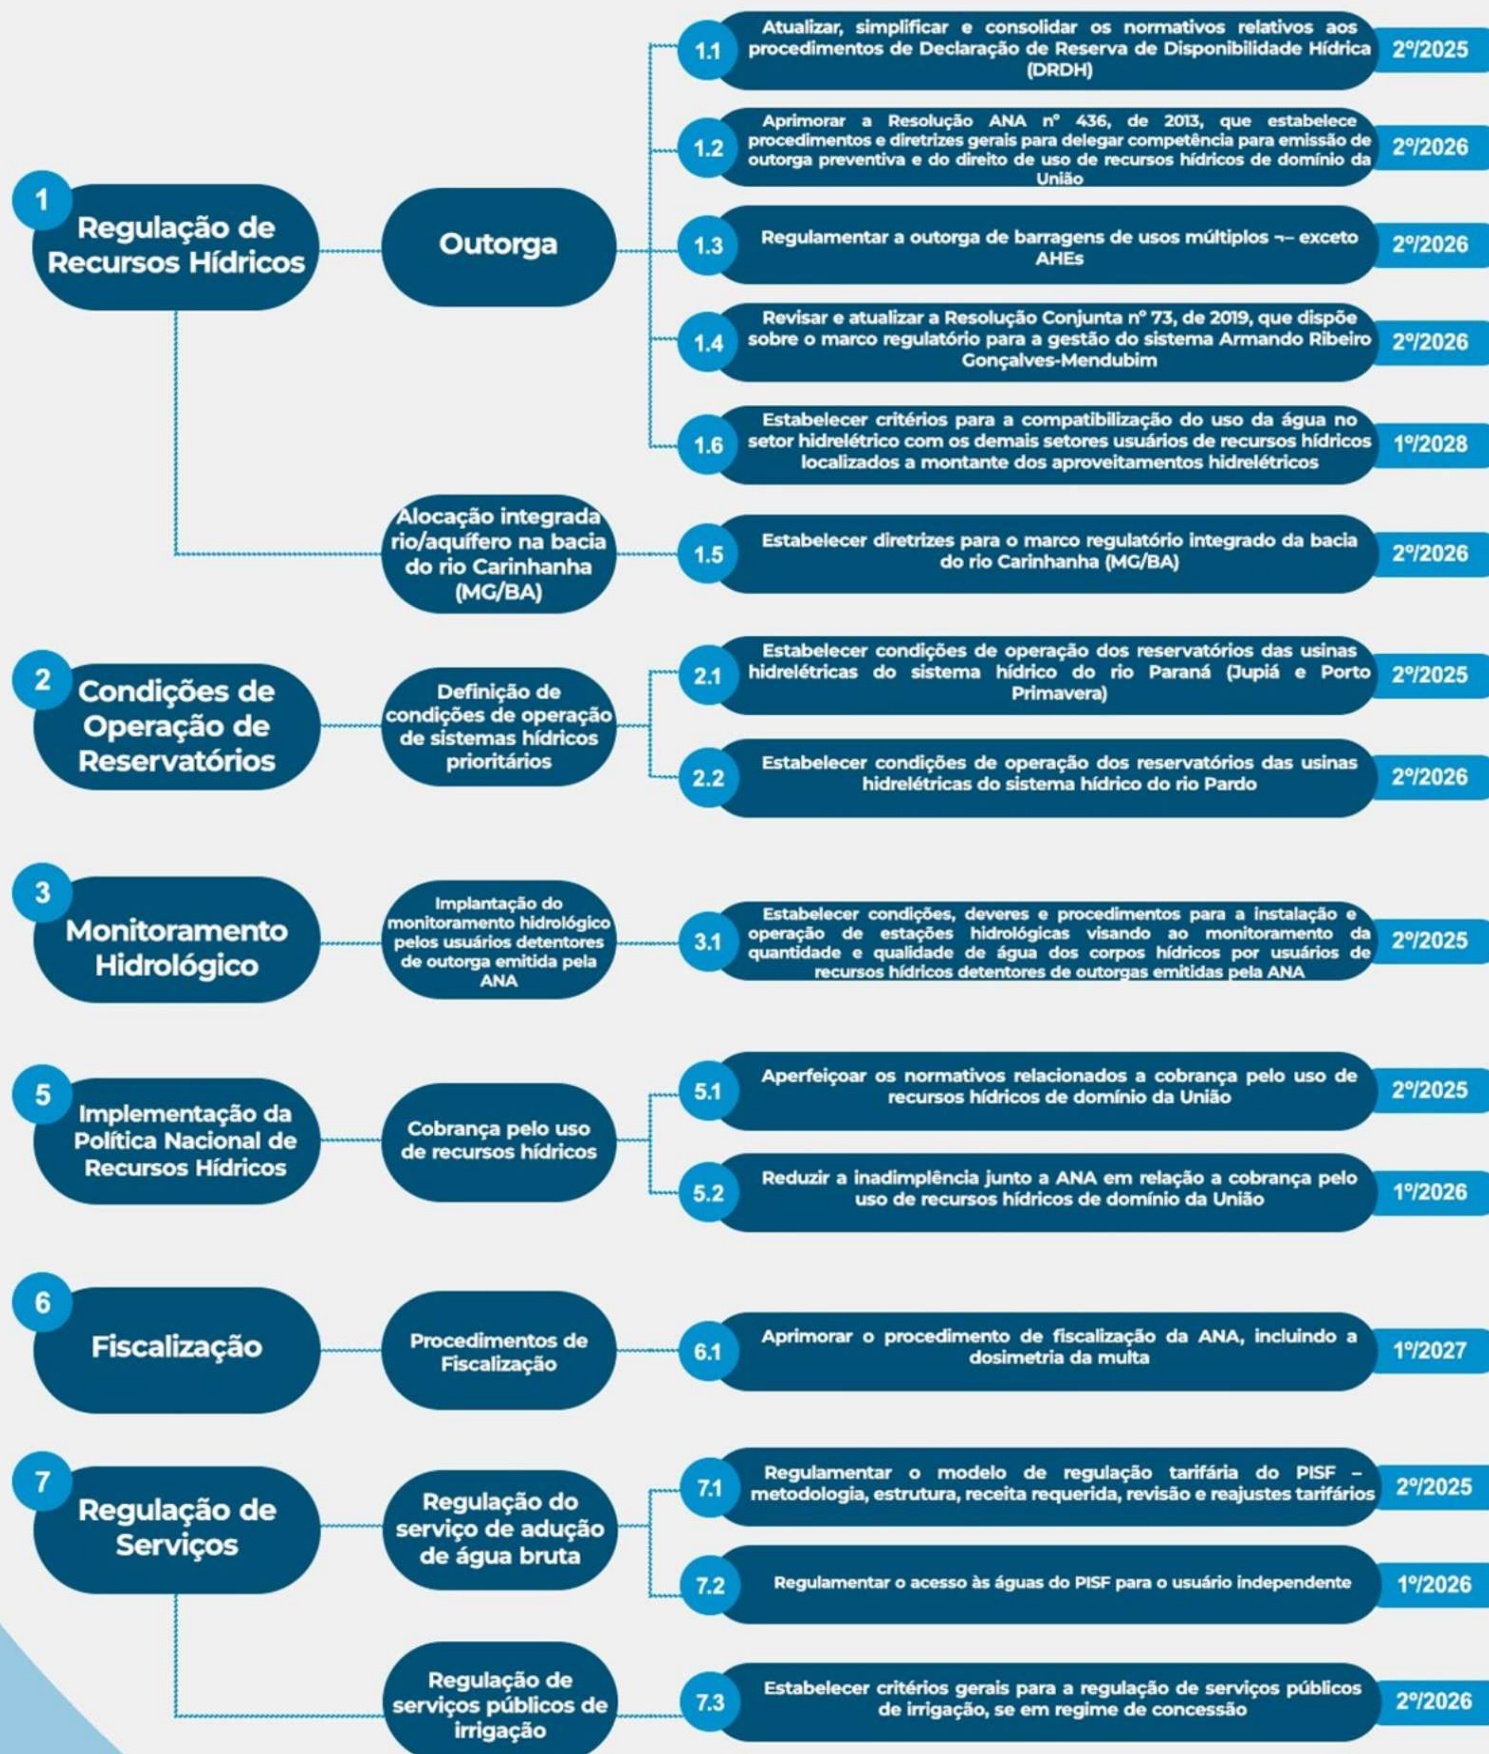 1
Regulação de
Recursos Hídricos
Outorga
1.1
Atualizar, simplificar e consolidar os normativos relativos aos
procedimentos de Declaração de Reserva de Disponibilidade Hídrica
(DRDH)
2º/2025
1.2
Aprimorar a Resolução ANA nº 436, de 2013, que estabelece
procedimentos e diretrizes gerais para delegar competência para emissão de
outorga preventiva e do direito de uso de recursos hídricos de domínio da
União
2º/2026
1.3
Regulamentar a outorga de barragens de usos múltiplos ¬– exceto
AHEs
2º/2026
1.4
Revisar e atualizar a Resolução Conjunta nº 73, de 2019, que dispõe
sobre o marco regulatório para a gestão do sistema Armando Ribeiro
Gonçalves-Mendubim
2º/2026
1.6
Estabelecer critérios para a compatibilização do uso da água no
setor hidrelétrico com os demais setores usuários de recursos hídricos
localizados a montante dos aproveitamentos hidrelétricos
1º/2028
Alocação integrada
rio/aquífero na bacia
do rio Carinhanha
(MG/BA)
1.5
Estabelecer diretrizes para o marco regulatório integrado da bacia
do rio Carinhanha (MG/BA)
2º/2026
2
Condições de
Operação de
Reservatórios
Definição de
condições de operação
de sistemas hídricos
prioritários
2.1
Estabelecer condições de operação dos reservatórios das usinas
hidrelétricas do sistema hídrico do rio Paraná (Jupiá e Porto
Primavera)
2º/2025
2.2
Estabelecer condições de operação dos reservatórios das usinas
hidrelétricas do sistema hídrico do rio Pardo
2º/2026
3
Monitoramento
Hidrológico
Implantação do
monitoramento hidrológico
pelos usuários detentores
de outorga emitida pela
ANA
3.1
Estabelecer condições, deveres e procedimentos para a instalação e
operação de estações hidrológicas visando ao monitoramento da
quantidade e qualidade de água dos corpos hídricos por usuários de
recursos hídricos detentores de outorgas emitidas pela ANA
2º/2025
5
Implementação da
Política Nacional de
Recursos Hídricos
Cobrança pelo uso
de recursos hídricos
5.1
Aperfeiçoar os normativos relacionados a cobrança pelo uso de
recursos hídricos de domínio da União
2º/2025
5.2
Reduzir a inadimplência junto a ANA em relação a cobrança pelo
uso de recursos hídricos de domínio da União
1º/2026
6
Fiscalização
Procedimentos de
Fiscalização
6.1
Aprimorar o procedimento de fiscalização da ANA, incluindo a
dosimetria da multa
1º/2027
7
Regulação de
Serviços
Regulação do
serviço de adução
de água bruta
7.1
Regulamentar o modelo de regulação tarifária do PISF –
metodologia, estrutura, receita requerida, revisão e reajustes tarifários
2º/2025
7.2
Regulamentar o acesso às águas do PISF para o usuário independente
1º/2026
Regulação de
serviços públicos de
irrigação
7.3
Estabelecer critérios gerais para a regulação de serviços públicos
de irrigação, se em regime de concessão
2º/2026